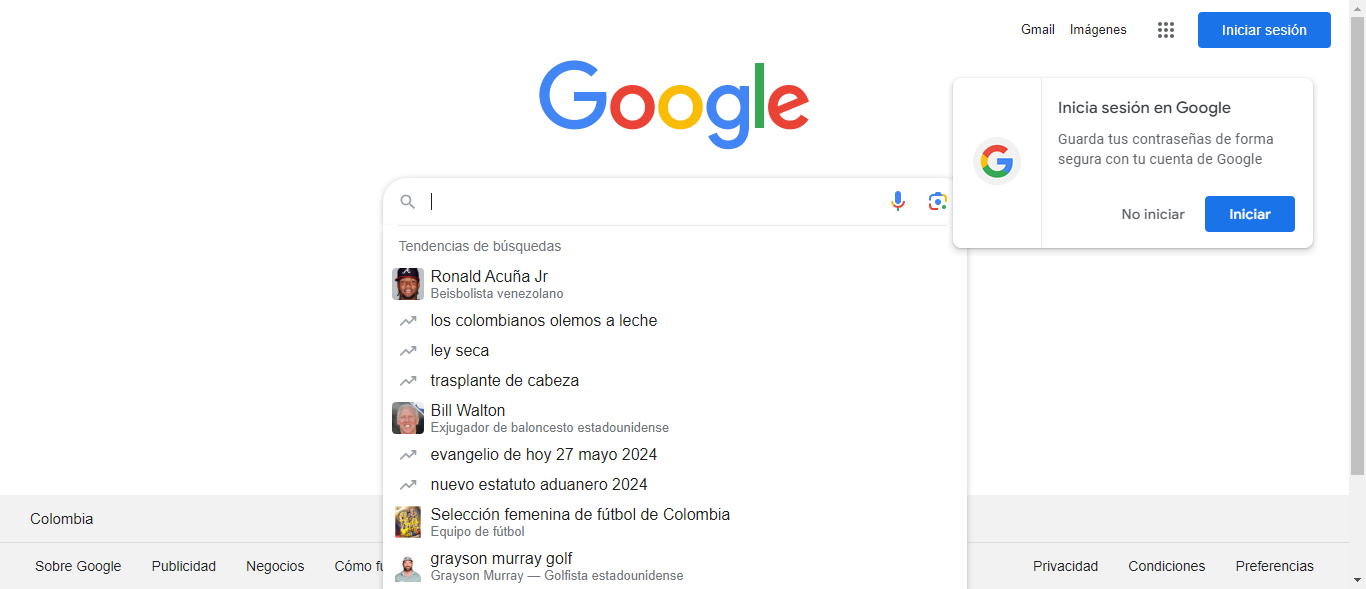 Gmail Imágenes Iniciar sesión
Google
Inicia sesión en Google
Guarda tus contraseñas de forma
segura con tu cuenta de Google
No iniciar Iniciar
Tendencias de búsquedas
Ronald Acuña Jr
Beisbolista venezolano
los colombianos olemos a leche
ley seca
trasplante de cabeza
Bill Walton
Exjugador de baloncesto estadounidense
evangelio de hoy 27 mayo 2024
nuevo estatuto aduanero 2024
Selección femenina de fútbol de Colombia
Equipo de fútbol
grayson murray golf
Grayson Murray — Golfista estadounidense
Colombia
Sobre Google Publicidad Negocios Cómo Privacidad Condiciones Preferencias